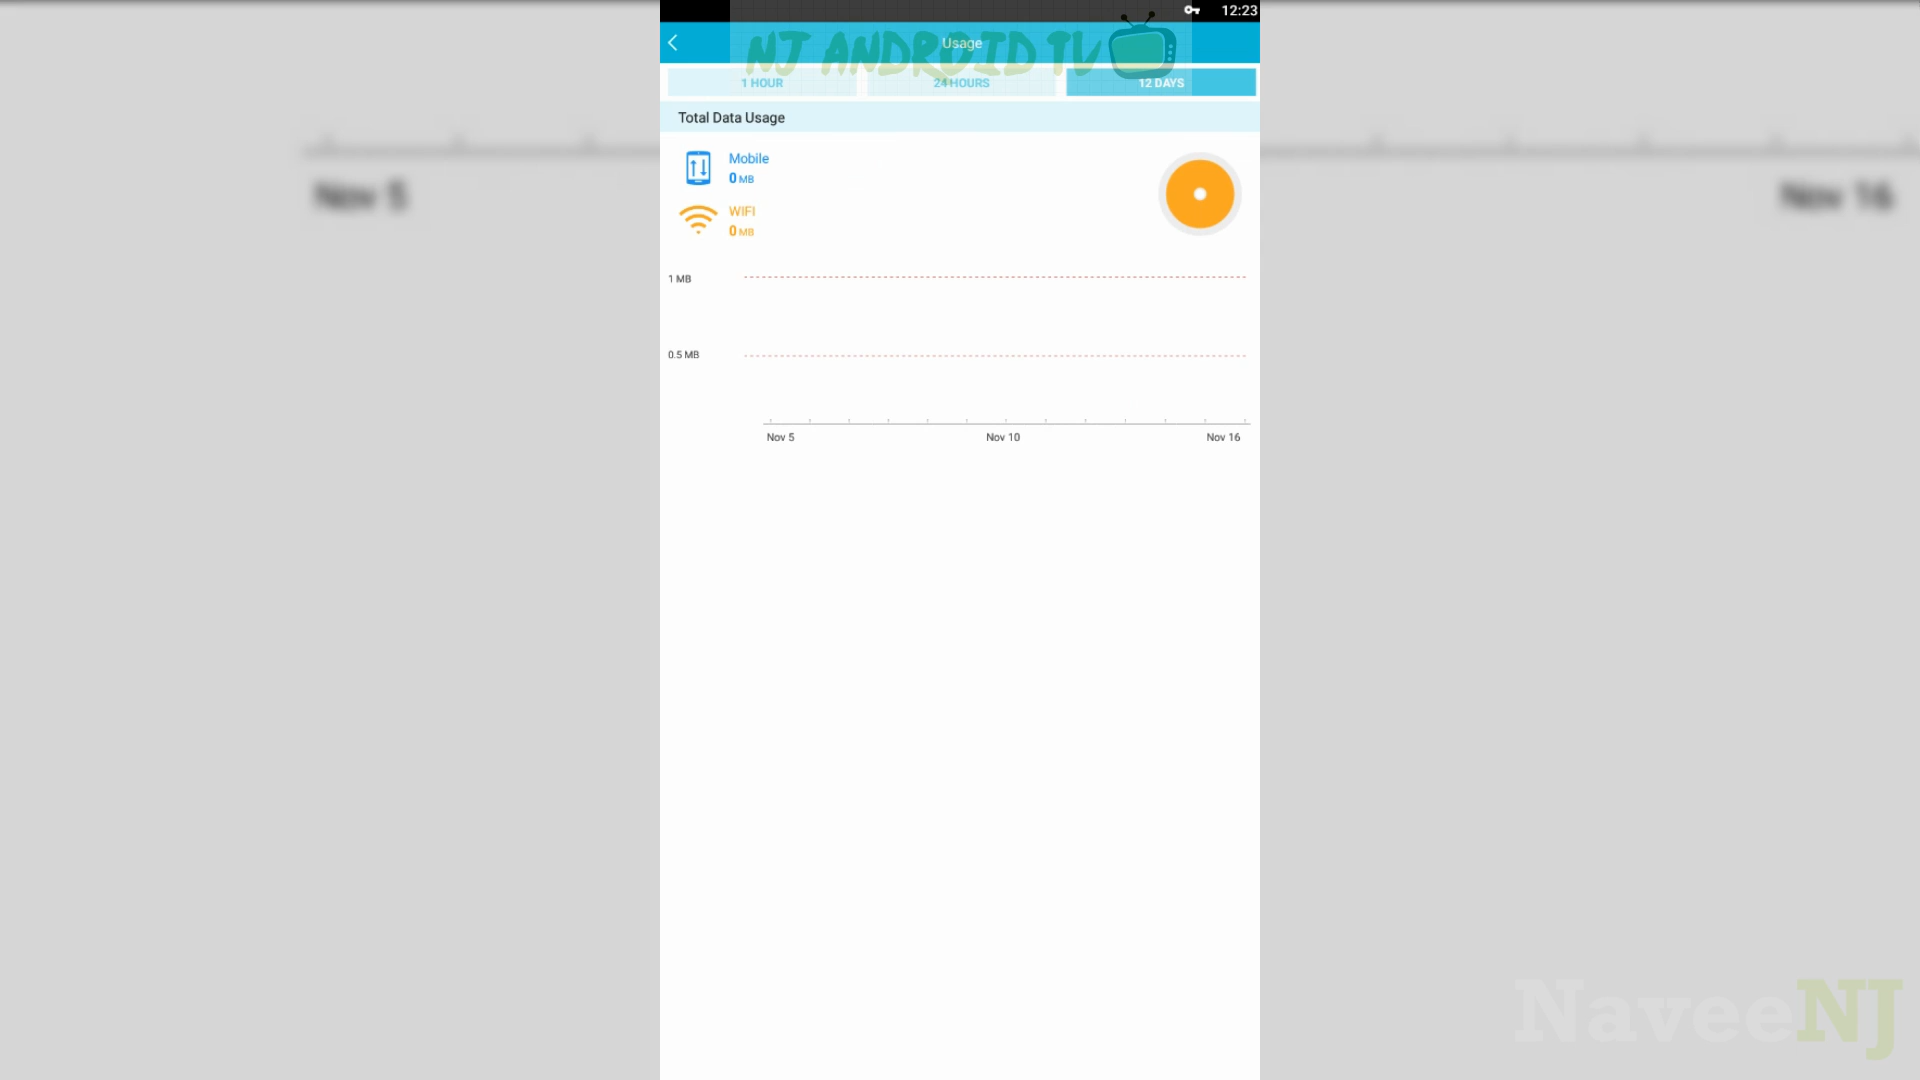 12:23
Usage
NJ ANDROID TV
1 HOUR
24 HOURS
12 DAYS
Total Data Usage
Mobile
0 MB
WIFI
0 MB
1 MB
0.5 MB
Nov 5
Nov 10
Nov 16
Nov 5
Nov 16
NaveeNJ